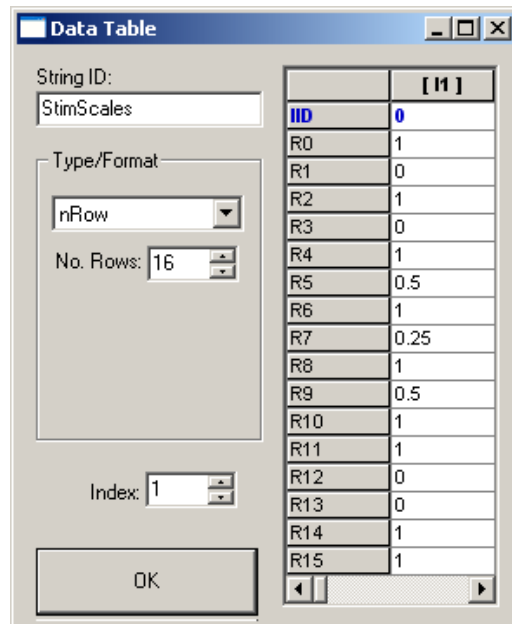 Data Table
String ID:
StimScales
Type/Format
nRow
No. Rows: 16
Index: 1
OK
[ I1 ]
IID 0
R0 1
R1 0
R2 1
R3 0
R4 1
R5 0.5
R6 1
R7 0.25
R8 1
R9 0.5
R10 1
R11 1
R12 0
R13 0
R14 1
R15 1